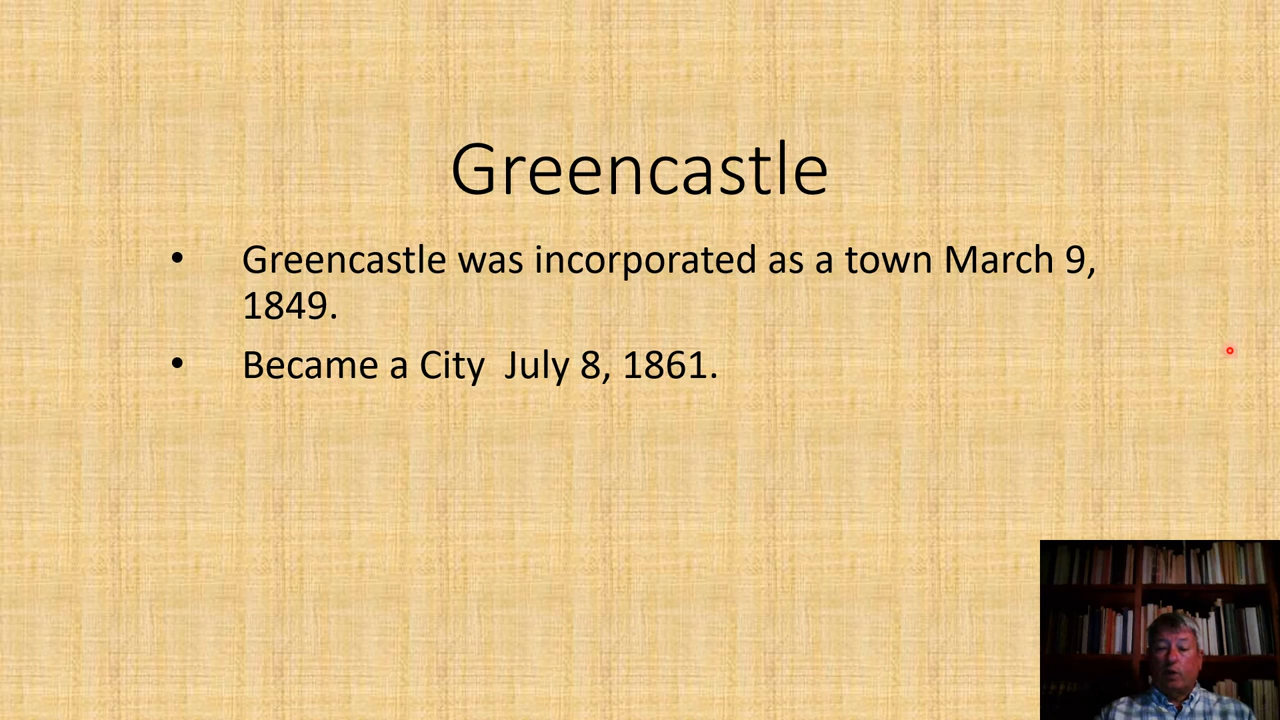 Greencastle
• Greencastle was incorporated as a town March 9,
1849.
• Became a City  July 8, 1861.